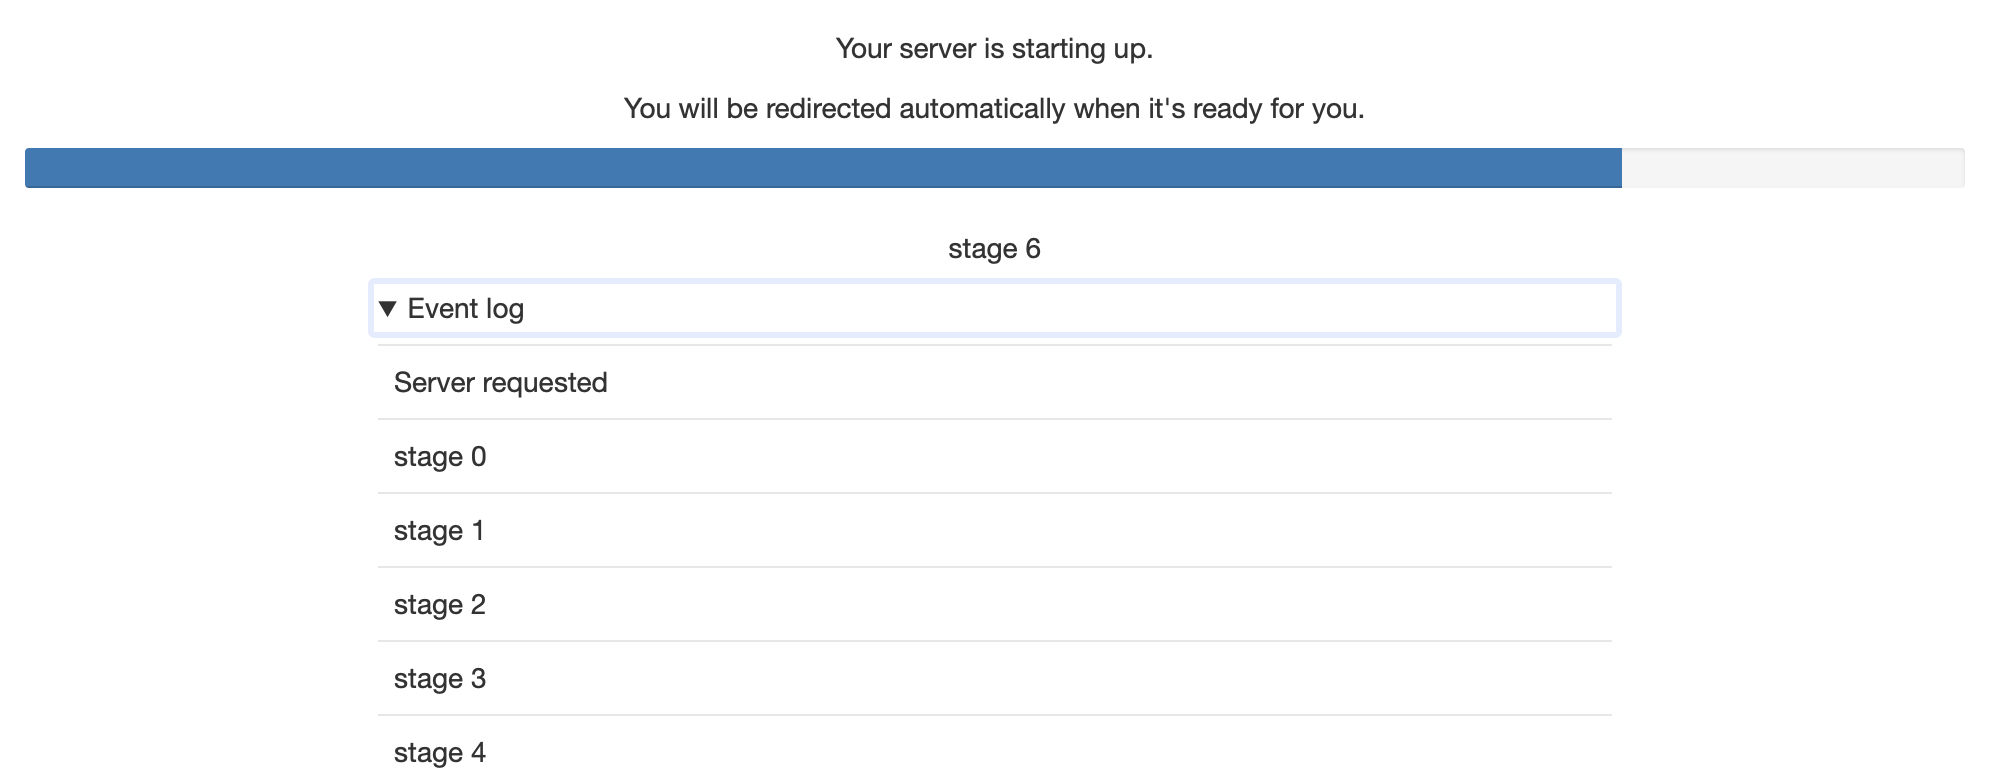 Your server is starting up.
You will be redirected automatically when it's ready for you.
stage 6
Event log
Server requested
stage 0
stage 1
stage 2
stage 3
stage 4